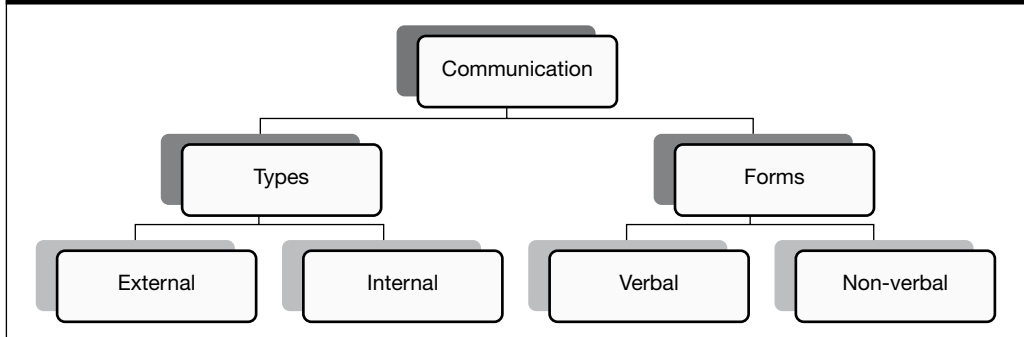 Communication
Types
Forms
External
Internal
Verbal
Non-verbal